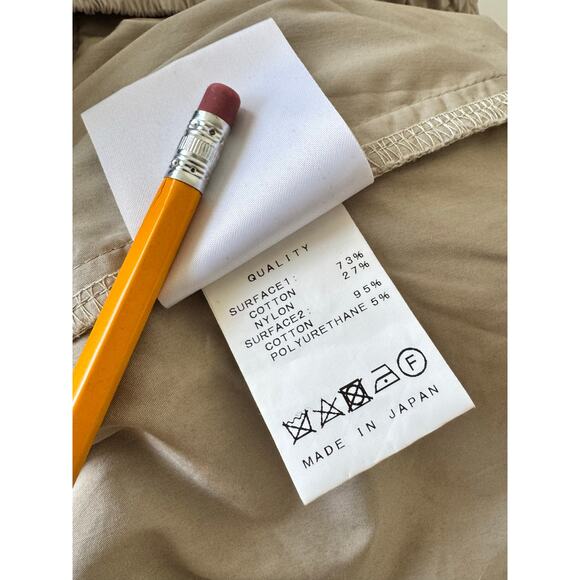 QUALITY
SURFACE1:
COTTON 73%
NYLON 27%
SURFACE2:
COTTON 95%
POLYURETHANE 5%
F
MADE IN JAPAN